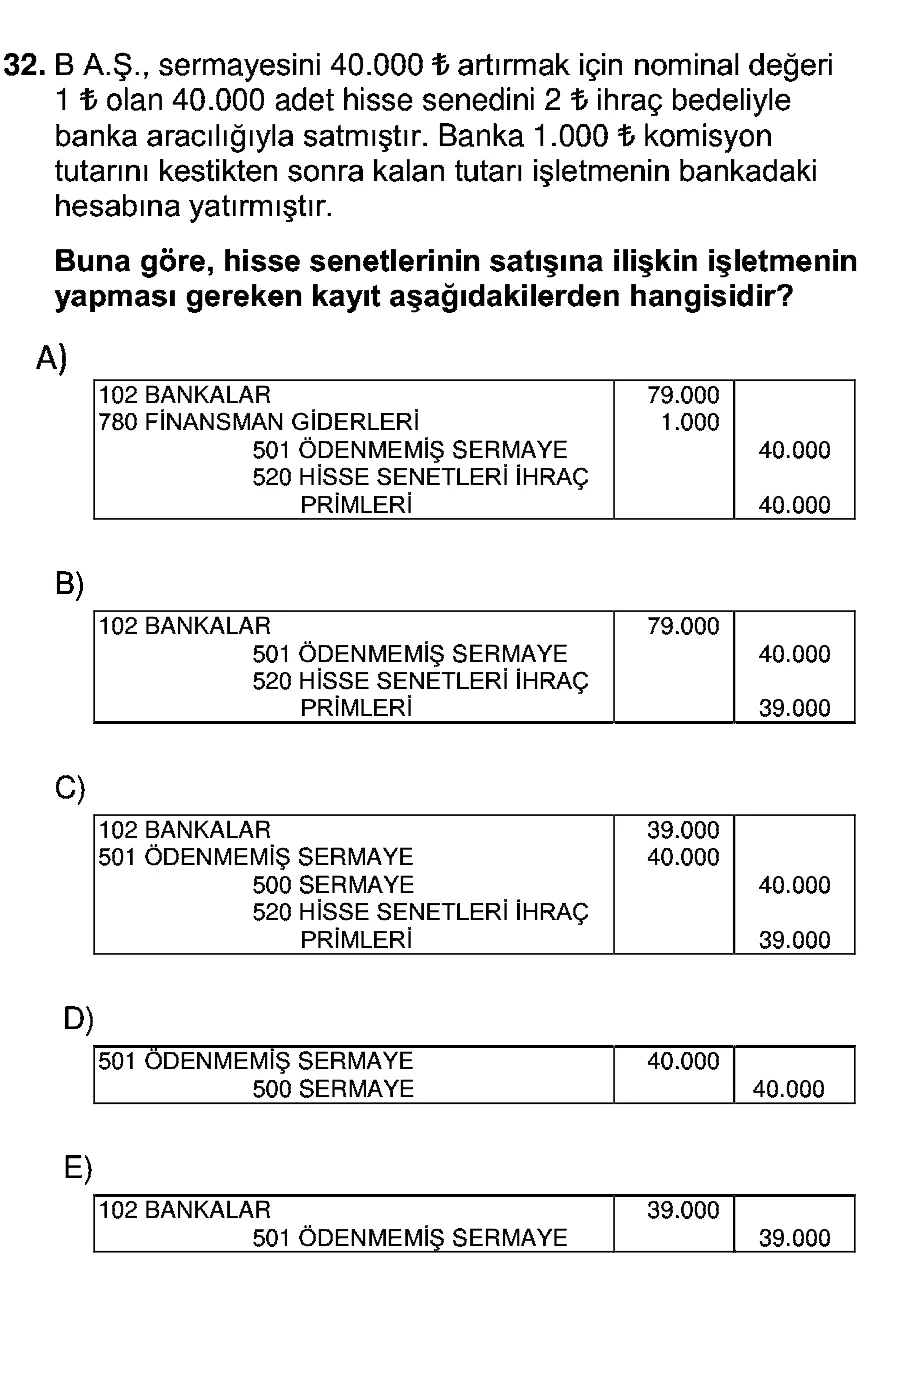 32. B A.Ş., sermayesini 40.000 ₺ artırmak için nominal değeri
1 ₺ olan 40.000 adet hisse senedini 2 ₺ ihraç bedeliyle
banka aracılığıyla satmıştır. Banka 1.000 ₺ komisyon
tutarını kestikten sonra kalan tutarı işletmenin bankadaki
hesabına yatırmıştır.
Buna göre, hisse senetlerinin satışına ilişkin işletmenin
yapması gereken kayıt aşağıdakilerden hangisidir?
A)
102 BANKALAR 79.000
780 FİNANSMAN GİDERLERİ 1.000
501 ÖDENMEMİŞ SERMAYE 40.000
520 HİSSE SENETLERİ İHRAÇ
PRİMLERİ 40.000
B)
102 BANKALAR 79.000
501 ÖDENMEMİŞ SERMAYE 40.000
520 HİSSE SENETLERİ İHRAÇ
PRİMLERİ 39.000
C)
102 BANKALAR 39.000
501 ÖDENMEMİŞ SERMAYE 40.000
500 SERMAYE 40.000
520 HİSSE SENETLERİ İHRAÇ
PRİMLERİ 39.000
D)
501 ÖDENMEMİŞ SERMAYE 40.000
500 SERMAYE 40.000
E)
102 BANKALAR 39.000
501 ÖDENMEMİŞ SERMAYE 39.000